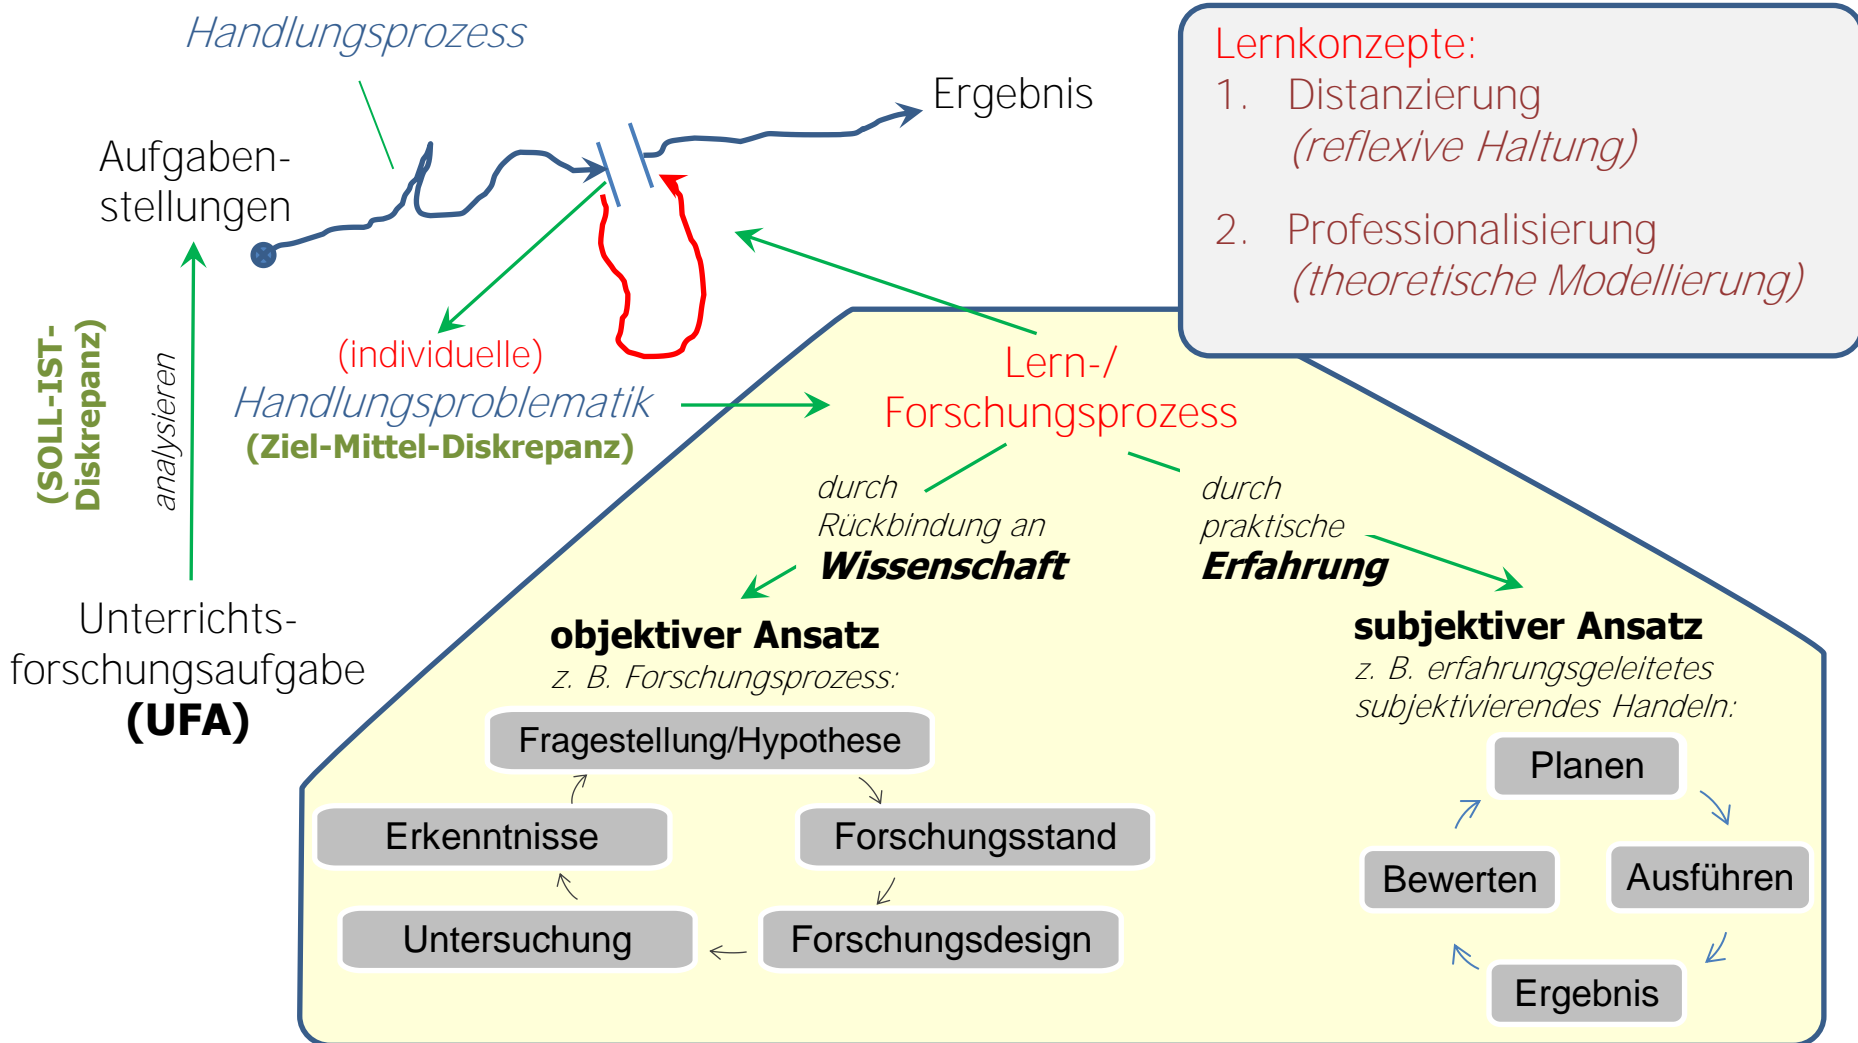 Handlungsprozess
Ergebnis
Aufgaben-
stellungen
Lernkonzepte:
1. Distanzierung
(reflexive Haltung)
2. Professionalisierung
(theoretische Modellierung)
(SOLL-IST-
Diskrepanz)
analysieren
(individuelle)
Handlungsproblematik
(Ziel-Mittel-Diskrepanz)
Lern-/
Forschungsprozess
durch
Rückbindung an
Wissenschaft
durch
praktische
Erfahrung
Unterrichts-
forschungsaufgabe
(UFA)
objektiver Ansatz
z. B. Forschungsprozess:
Fragestellung/Hypothese
Erkenntnisse
Forschungsstand
Untersuchung
Forschungsdesign
subjektiver Ansatz
z. B. erfahrungsgeleitetes
subjektivierendes Handeln:
Planen
Bewerten
Ausführen
Ergebnis